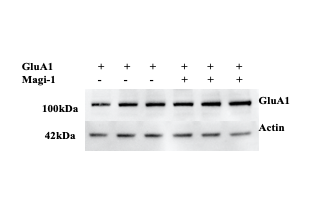 GluA1 + + + + + +
Magi-1 - - - + + +
100kDa GluA1
42kDa Actin